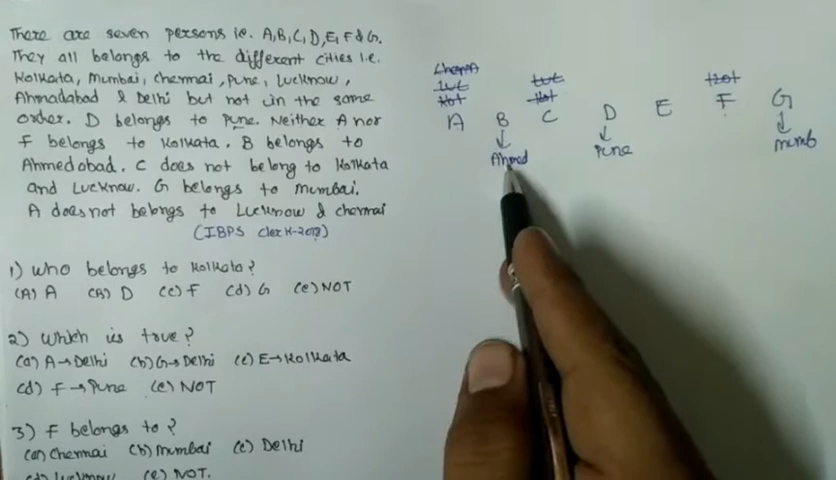 There are seven persons ie. A,B,C,D,E,F & G.
They all belongs to the different cities i.e.
Kolkata, Mumbai, chennai, Pune, Lucknow,
Ahmadabad & Delhi but not in the same
order. D belongs to Pune. Neither A nor
F belongs to Kolkata. B belongs to
Ahmedabad. C does not belong to Kolkata
and Lucknow. G belongs to mumbai.
A does not belongs to Lucknow & chennai
(IBPS clerk-2018)
1) who belongs to Kolkata?
(A) A (B) D (c) F (d) G (e) NOT
2) which is true?
(a) A→Delhi (b) G→Delhi (c) E→Kolkata
(d) F→Pune (e) NOT
3) F belongs to?
(a) Chennai (b) Mumbai (c) Delhi
(d) Lucknow (e) NOT.
Luc
Kol
Luc
Kol
Kol
A B C D E F G
Ahmed Pune mumb